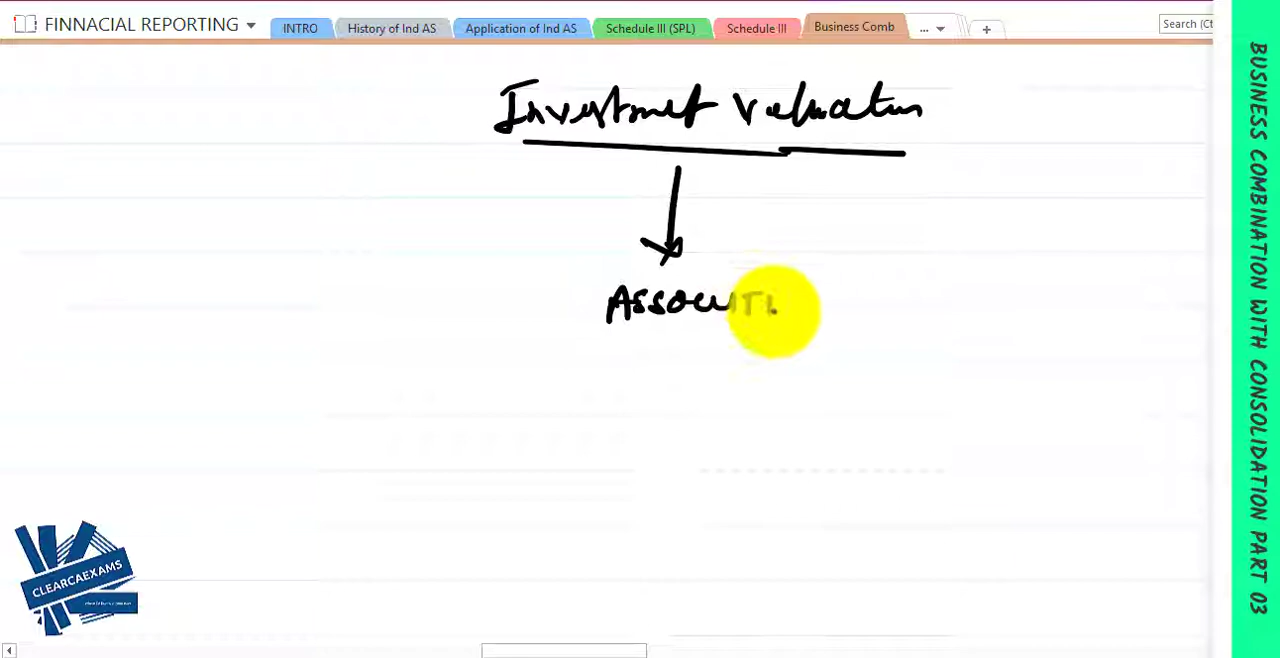 FINNACIAL REPORTING
INTRO
History of Ind AS
Application of Ind AS
Schedule III (SPL)
Schedule III
Business Comb
...
+
Search (Ct
Investment valuation
ASSOCIATE
CLEARCAEXAMS
BUSINESS COMBINATION WITH CONSOLIDATION PART 03